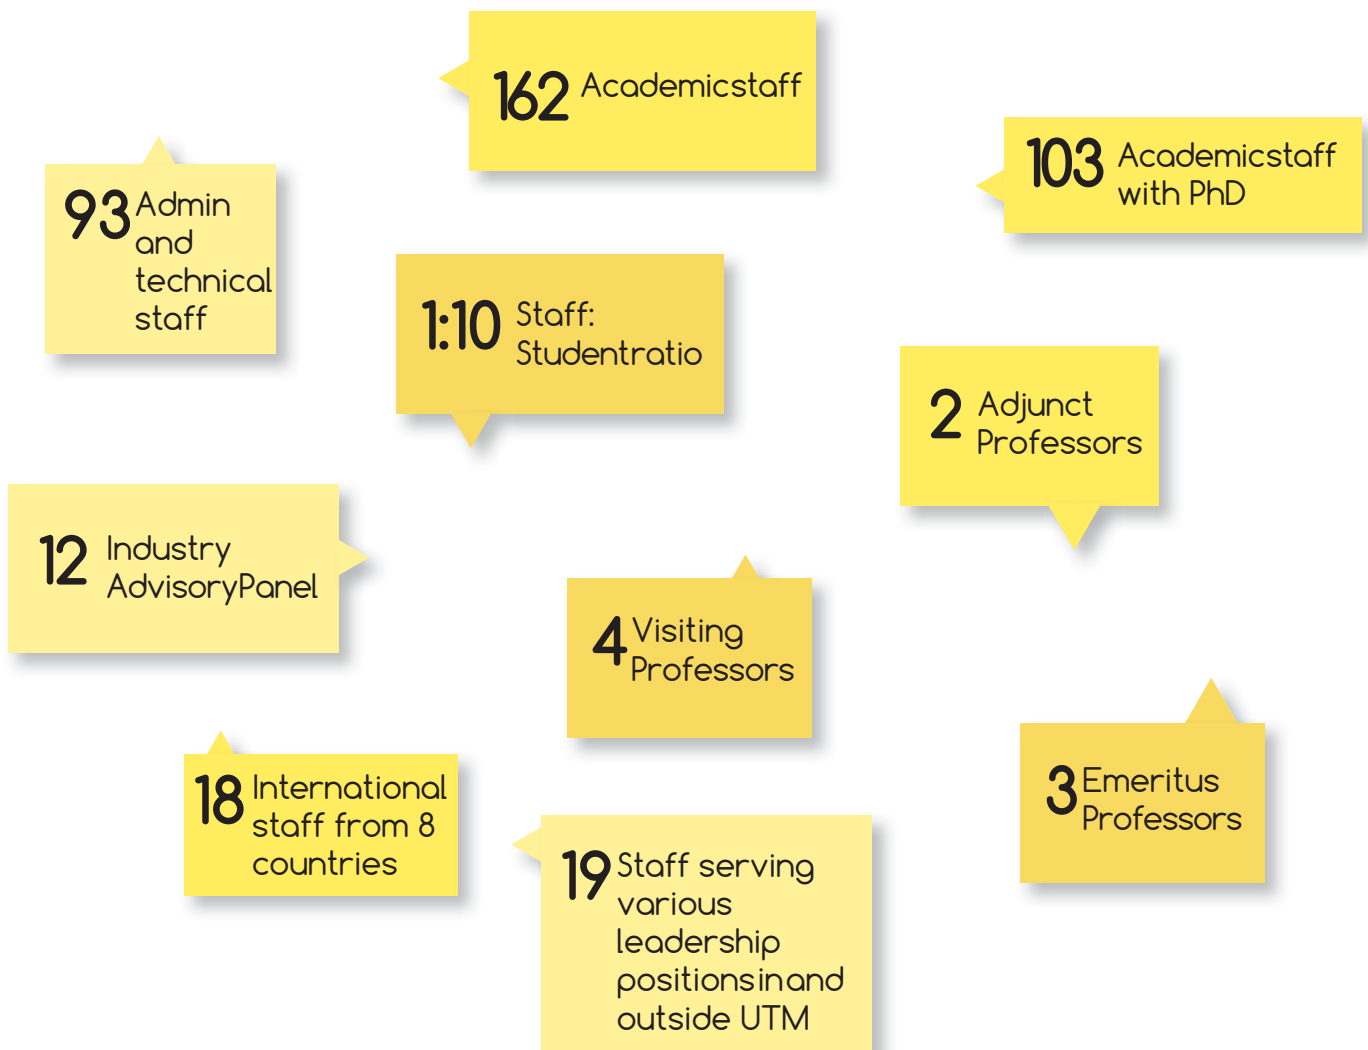 162 Academicstaff
103 Academicstaff
with PhD
93 Admin
and
technical
staff
1:10 Staff:
Studentratio
2 Adjunct
Professors
12 Industry
AdvisoryPanel
4 Visiting
Professors
18 International
staff from 8
countries
3 Emeritus
Professors
19 Staff serving
various
leadership
positionsinand
outside UTM